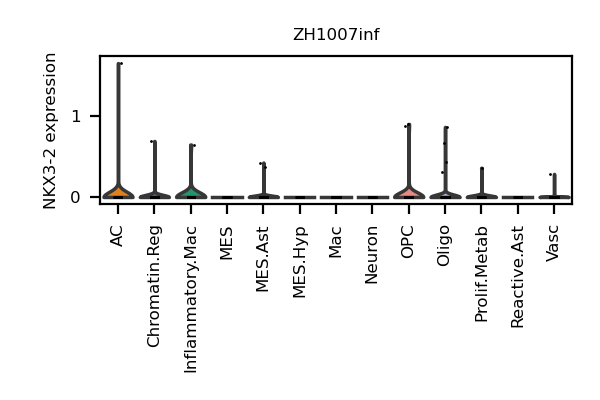 ZH1007inf
NKX3-2 expression
1
0
AC
Chromatin.Reg
Inflammatory.Mac
MES
MES.Ast
MES.Hyp
Mac
Neuron
OPC
Oligo
Prolif.Metab
Reactive.Ast
Vasc